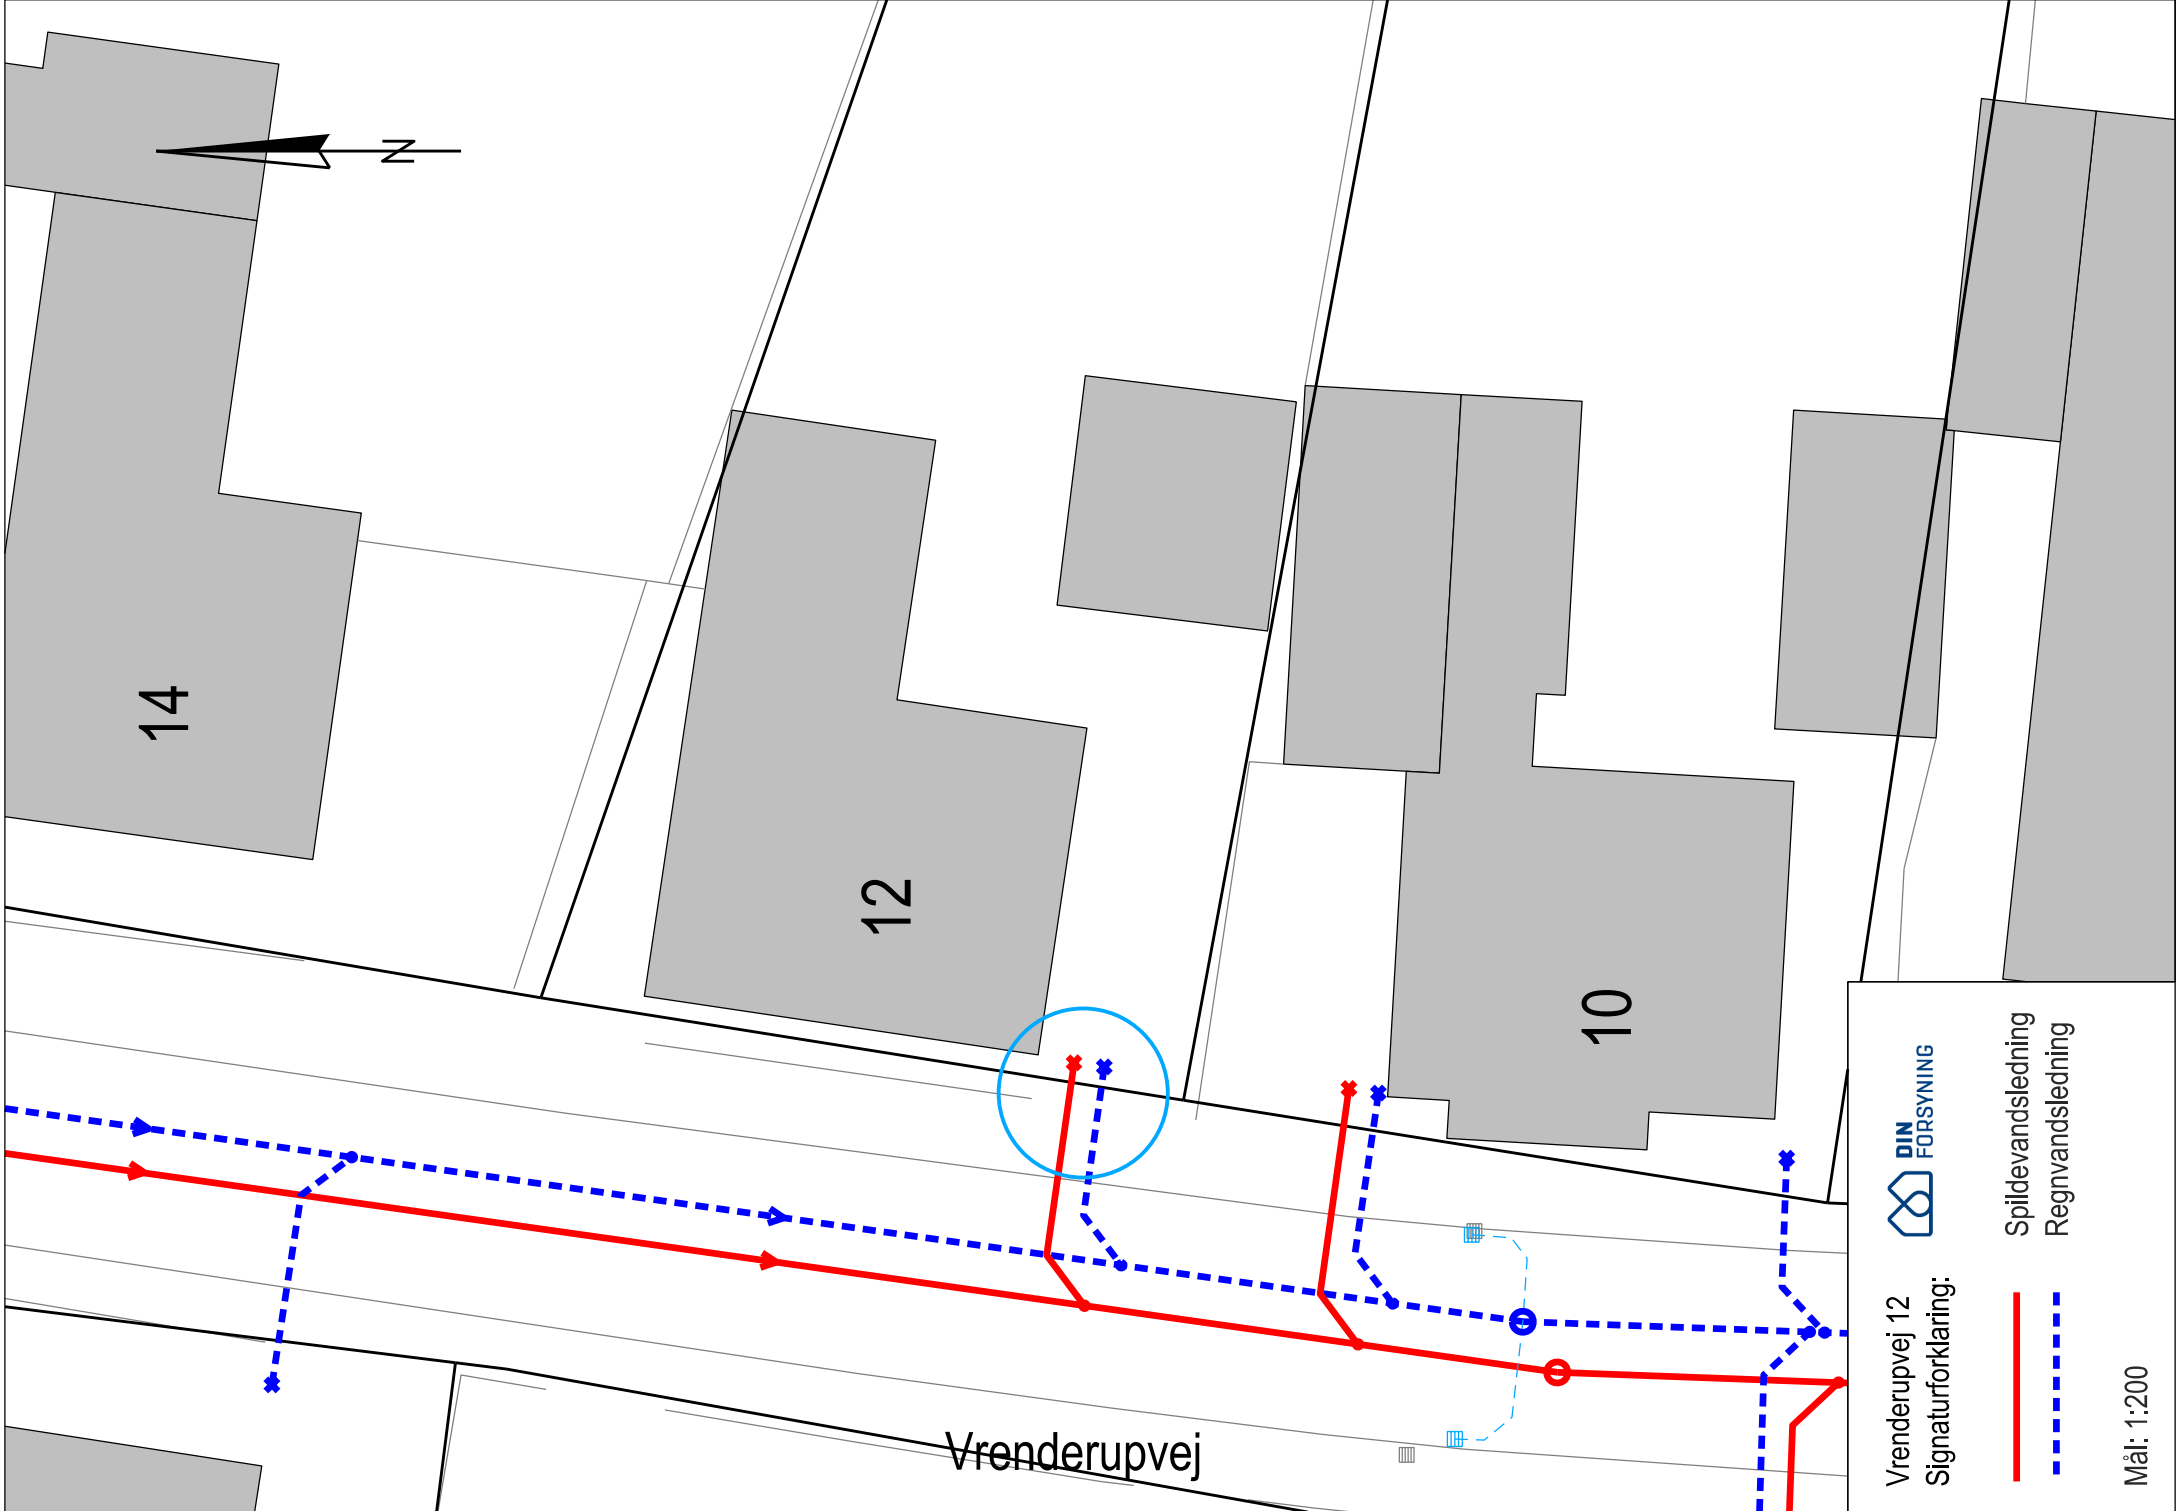 N
14
12
10
Vrenderupvej
Vrenderupvej 12
Signaturforklaring:
DIN
FORSYNING
Spildevandsledning
Regnvandsledning
Mål: 1:200